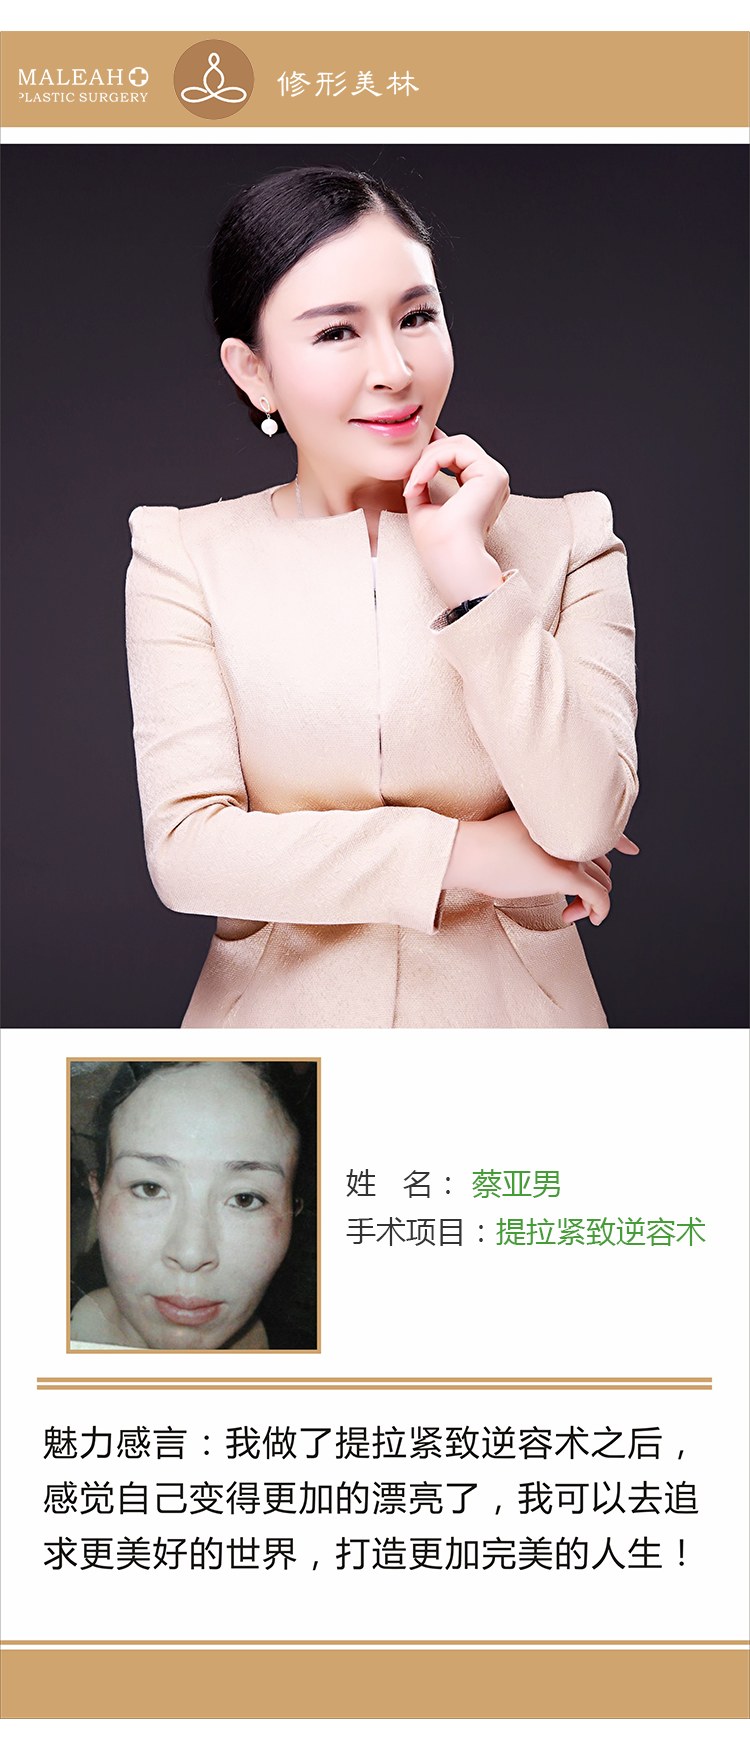 MALEAH
PLASTIC SURGERY
修形美林
姓 名：蔡亚男
手术项目：提拉紧致逆容术
魅力感言：我做了提拉紧致逆容术之后，
感觉自己变得更加的漂亮了，我可以去追
求更美好的世界，打造更加完美的人生！